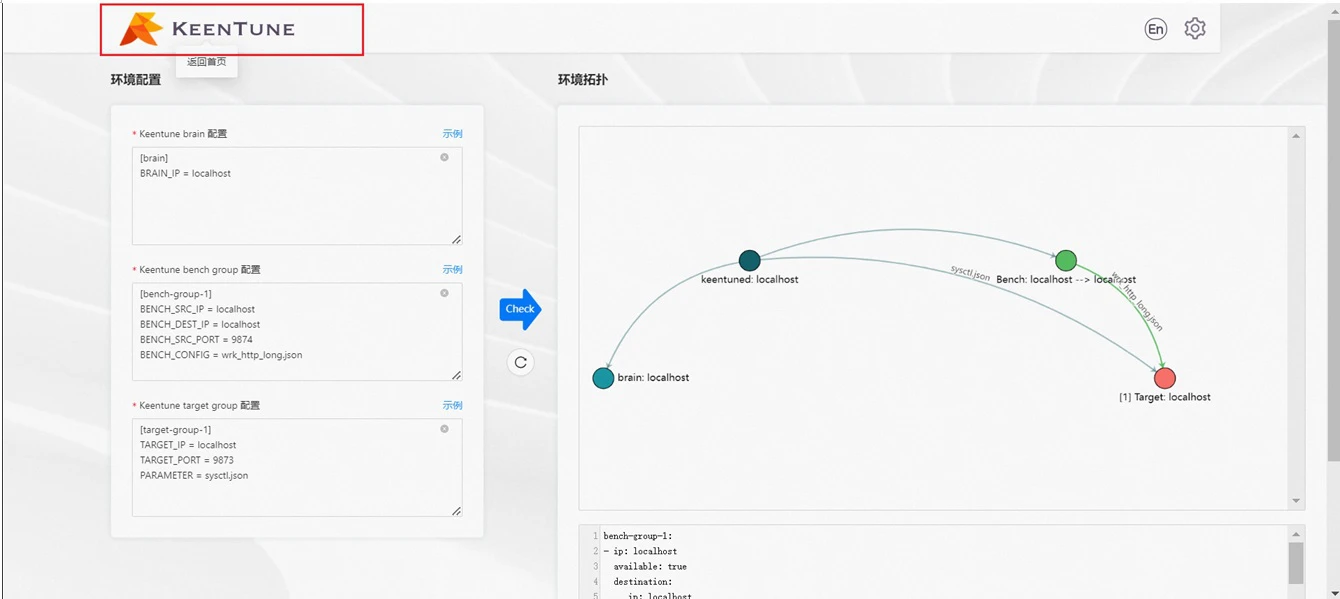 KEENTUNE
En
返回首页
环境配置
环境拓扑
* Keentune brain 配置
示例
[brain]
BRAIN_IP = localhost
* Keentune bench group 配置
示例
[bench-group-1]
BENCH_SRC_IP = localhost
BENCH_DEST_IP = localhost
BENCH_SRC_PORT = 9874
BENCH_CONFIG = wrk_http_long.json
* Keentune target group 配置
示例
[target-group-1]
TARGET_IP = localhost
TARGET_PORT = 9873
PARAMETER = sysctl.json
Check
keentuned: localhost
sysctl.json
Bench: localhost --> localhost
wrk_http_long.json
brain: localhost
[1] Target: localhost
1 bench-group-1:
2 - ip: localhost
3 available: true
4 destination:
5 ip: localhost